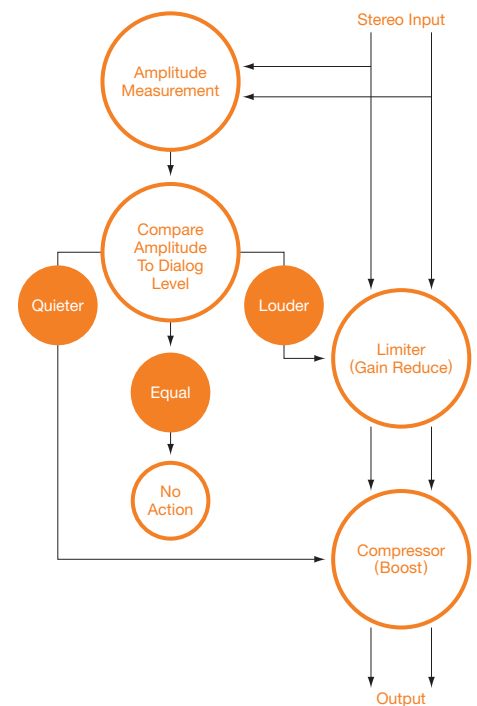 Stereo Input
Amplitude
Measurement
Compare
Amplitude
To Dialog
Level
Quieter
Louder
Equal
No
Action
Limiter
(Gain Reduce)
Compressor
(Boost)
Output